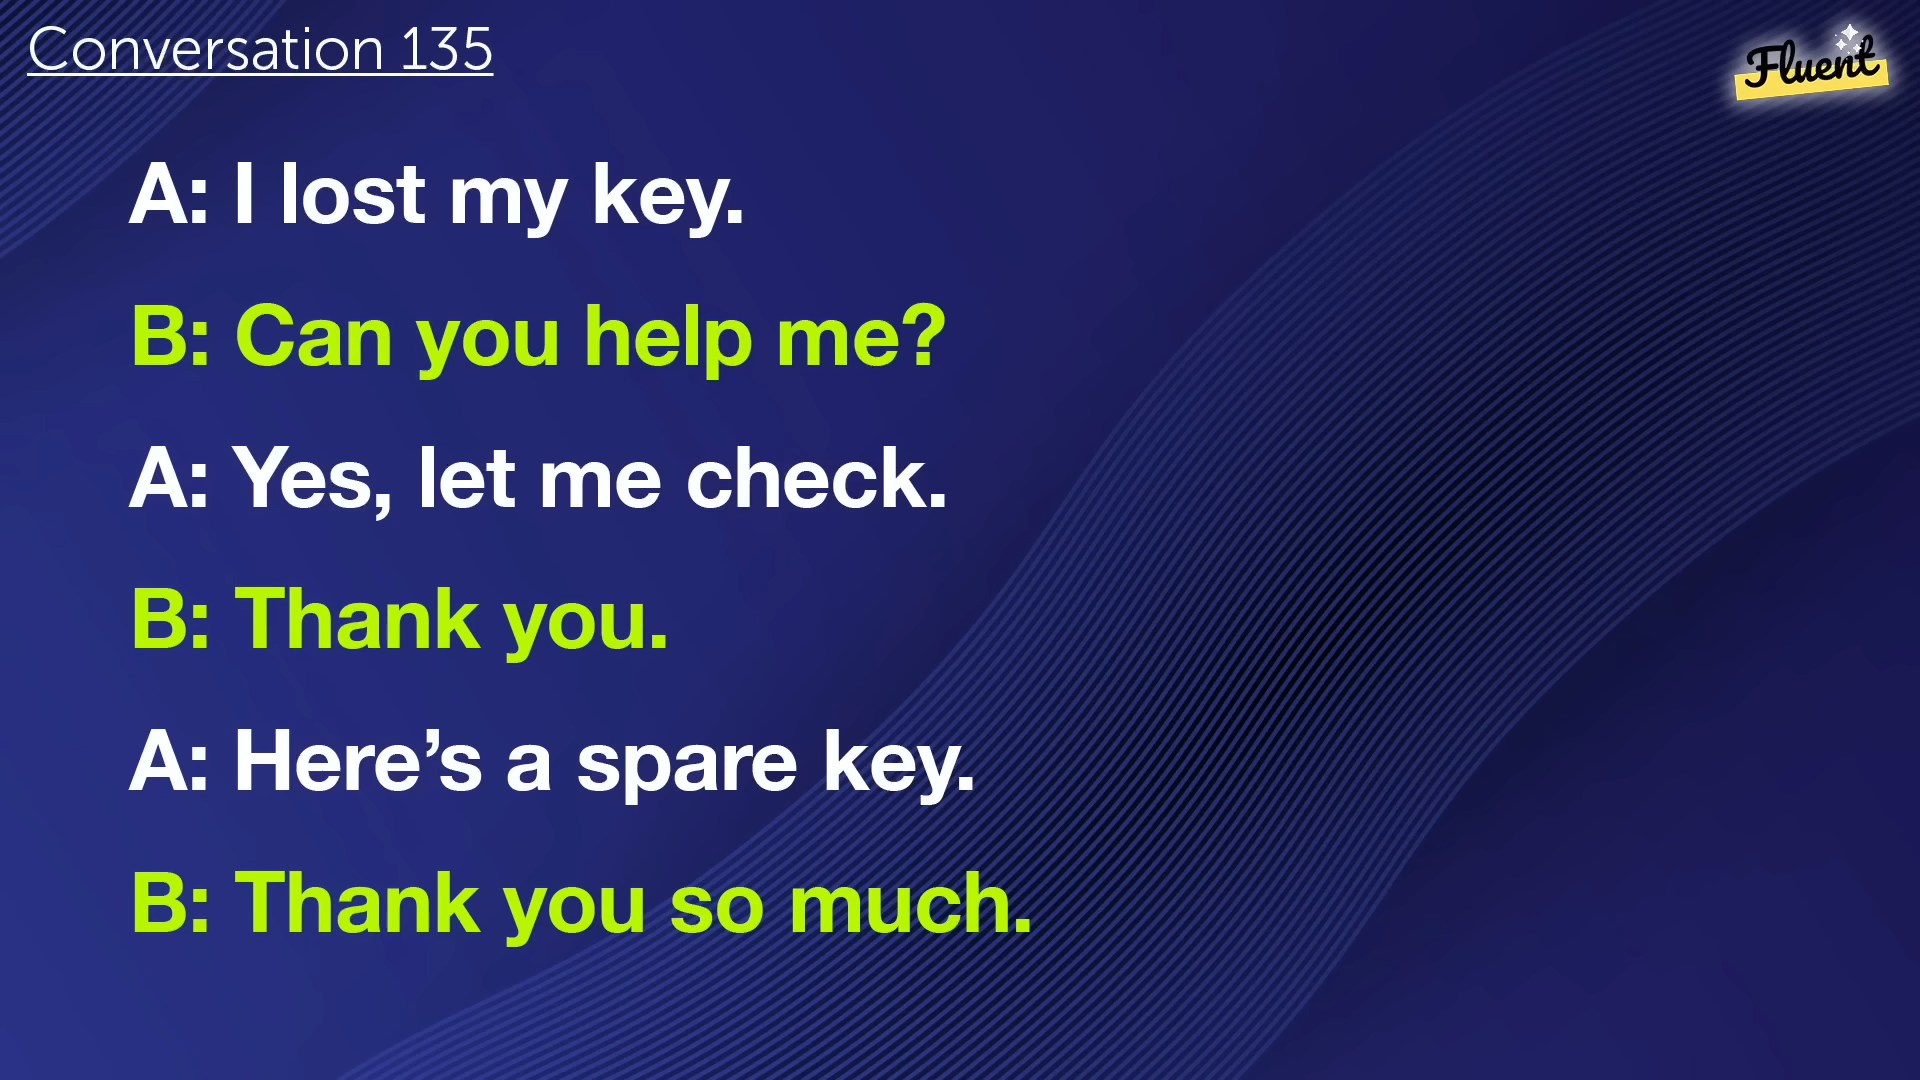 Conversation 135
Fluent
A: I lost my key.
B: Can you help me?
A: Yes, let me check.
B: Thank you.
A: Here’s a spare key.
B: Thank you so much.